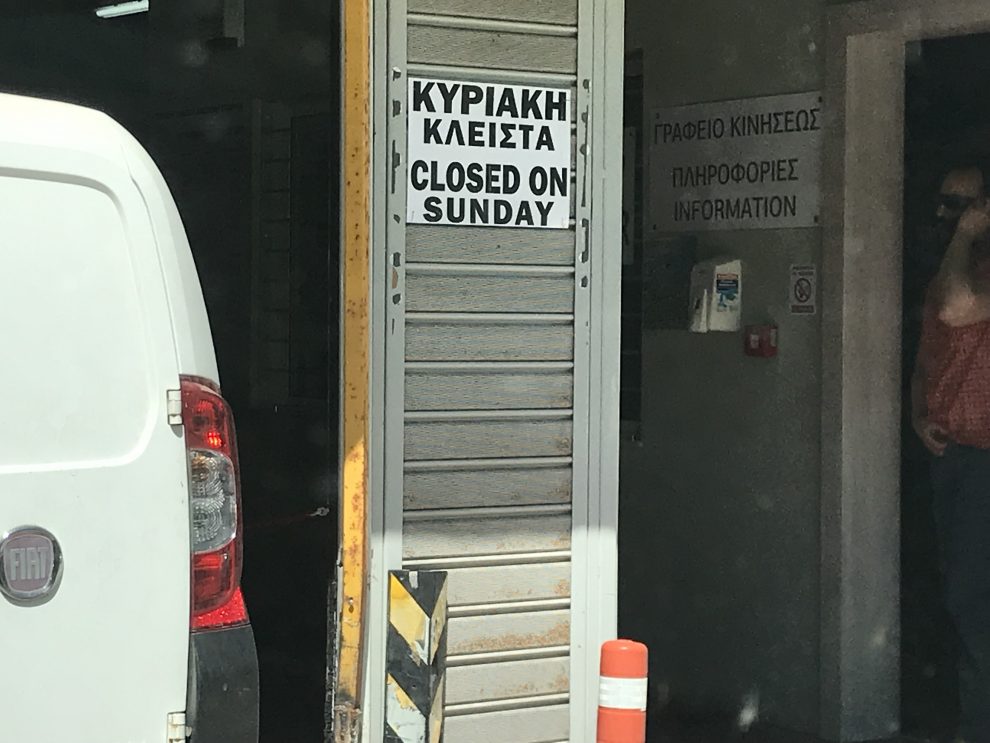 ΚΥΡΙΑΚΗ
ΚΛΕΙΣΤΑ
CLOSED ON
SUNDAY
ΓΡΑΦΕΙΟ ΚΙΝΗΣΕΩΣ
ΠΛΗΡΟΦΟΡΙΕΣ
INFORMATION
FIAT